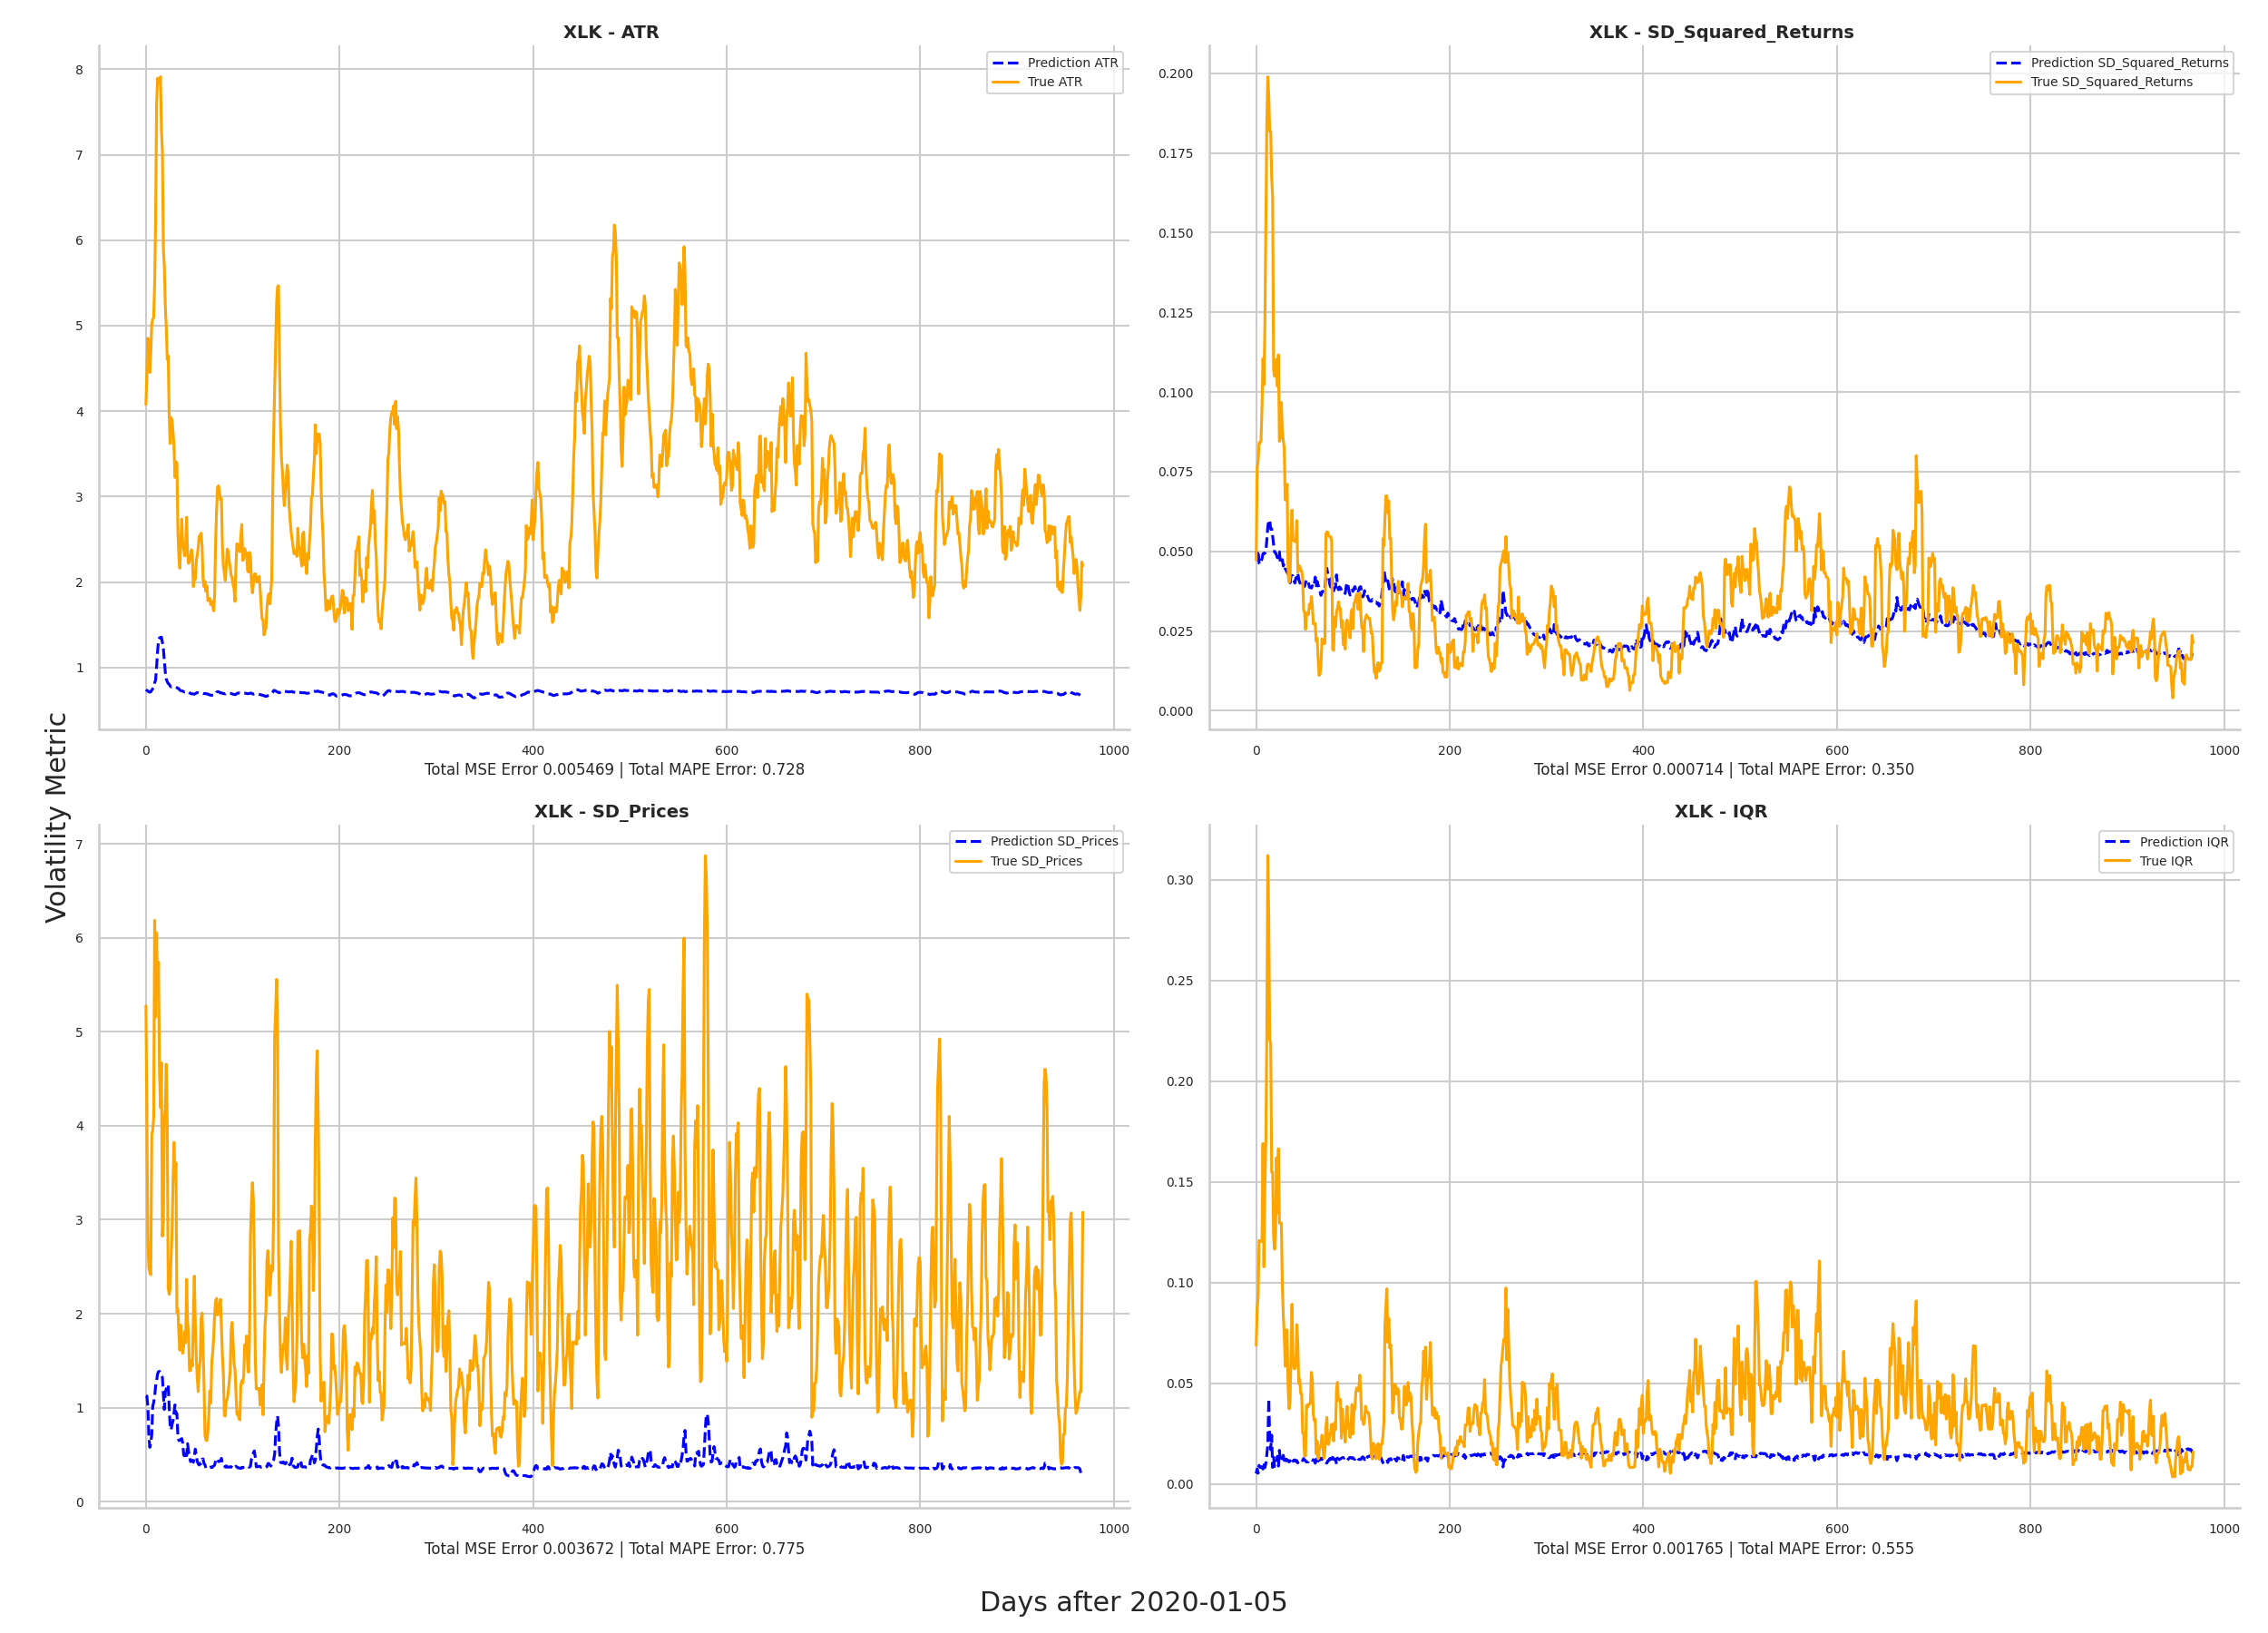 XLK - ATR
Prediction ATR
True ATR
8
7
6
5
4
3
2
1
0 200 400 600 800 1000
Total MSE Error 0.005469 | Total MAPE Error: 0.728
XLK - SD_Squared_Returns
Prediction SD_Squared_Returns
True SD_Squared_Returns
0.200
0.175
0.150
0.125
0.100
0.075
0.050
0.025
0.000
0 200 400 600 800 1000
Total MSE Error 0.000714 | Total MAPE Error: 0.350
Volatility Metric
XLK - SD_Prices
Prediction SD_Prices
True SD_Prices
7
6
5
4
3
2
1
0
0 200 400 600 800 1000
Total MSE Error 0.003672 | Total MAPE Error: 0.775
XLK - IQR
Prediction IQR
True IQR
0.30
0.25
0.20
0.15
0.10
0.05
0.00
0 200 400 600 800 1000
Total MSE Error 0.001765 | Total MAPE Error: 0.555
Days after 2020-01-05